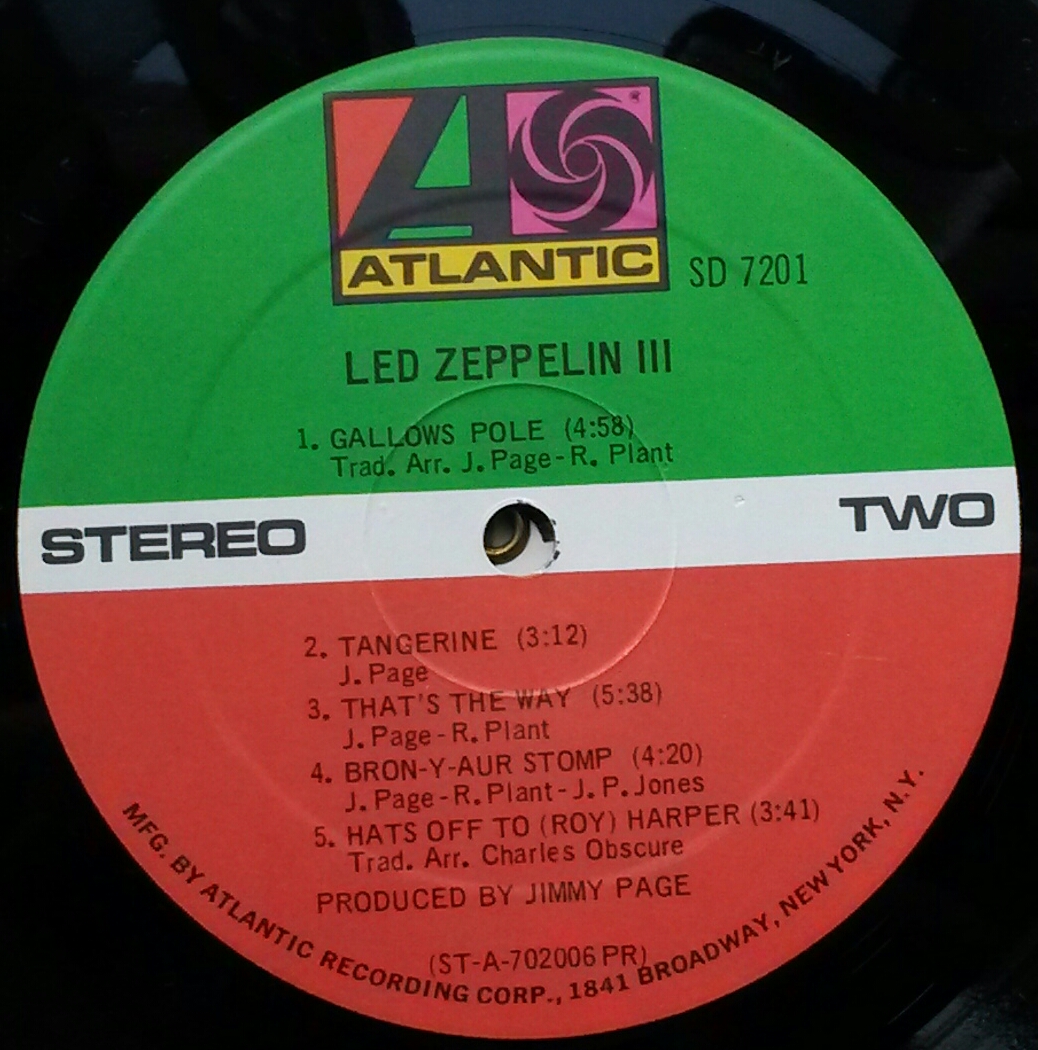 ATLANTIC
SD 7201
LED ZEPPELIN III
1. GALLOWS POLE (4:58)
Trad. Arr. J. Page - R. Plant
STEREO
TWO
2. TANGERINE (3:12)
J. Page
3. THAT'S THE WAY (5:38)
J. Page - R. Plant
4. BRON-Y-AUR STOMP (4:20)
J. Page - R. Plant - J. P. Jones
5. HATS OFF TO (ROY) HARPER (3:41)
Trad. Arr. Charles Obscure
PRODUCED BY JIMMY PAGE
(ST-A-702006 PR)
MFG. BY ATLANTIC RECORDING CORP., 1841 BROADWAY, NEW YORK, N.Y.